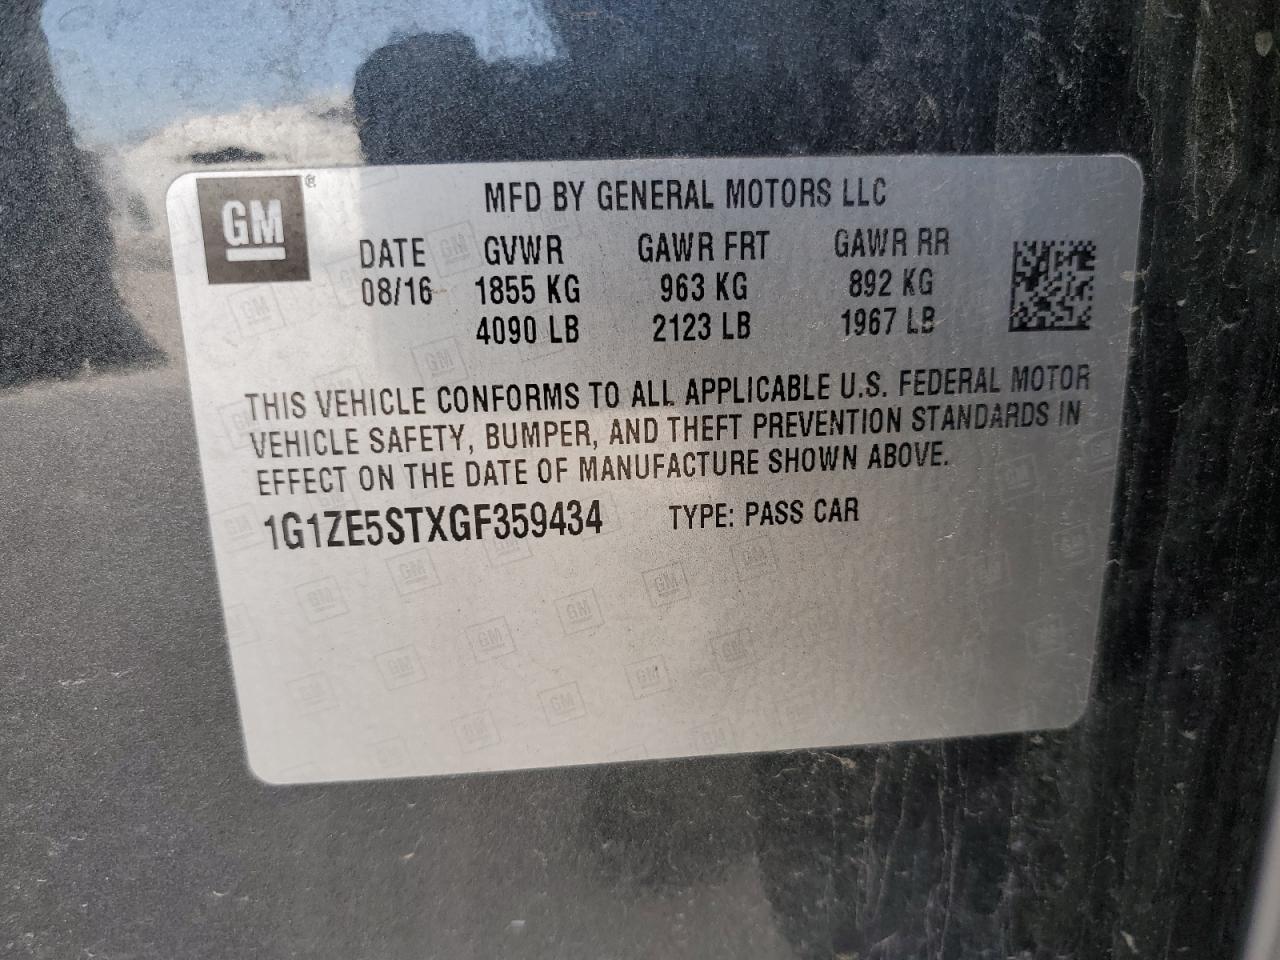 GM ®
MFD BY GENERAL MOTORS LLC
DATE GVWR GAWR FRT GAWR RR
08/16 1855 KG 963 KG 892 KG
4090 LB 2123 LB 1967 LB
THIS VEHICLE CONFORMS TO ALL APPLICABLE U.S. FEDERAL MOTOR
VEHICLE SAFETY, BUMPER, AND THEFT PREVENTION STANDARDS IN
EFFECT ON THE DATE OF MANUFACTURE SHOWN ABOVE.
1G1ZE5STXGF359434 TYPE: PASS CAR